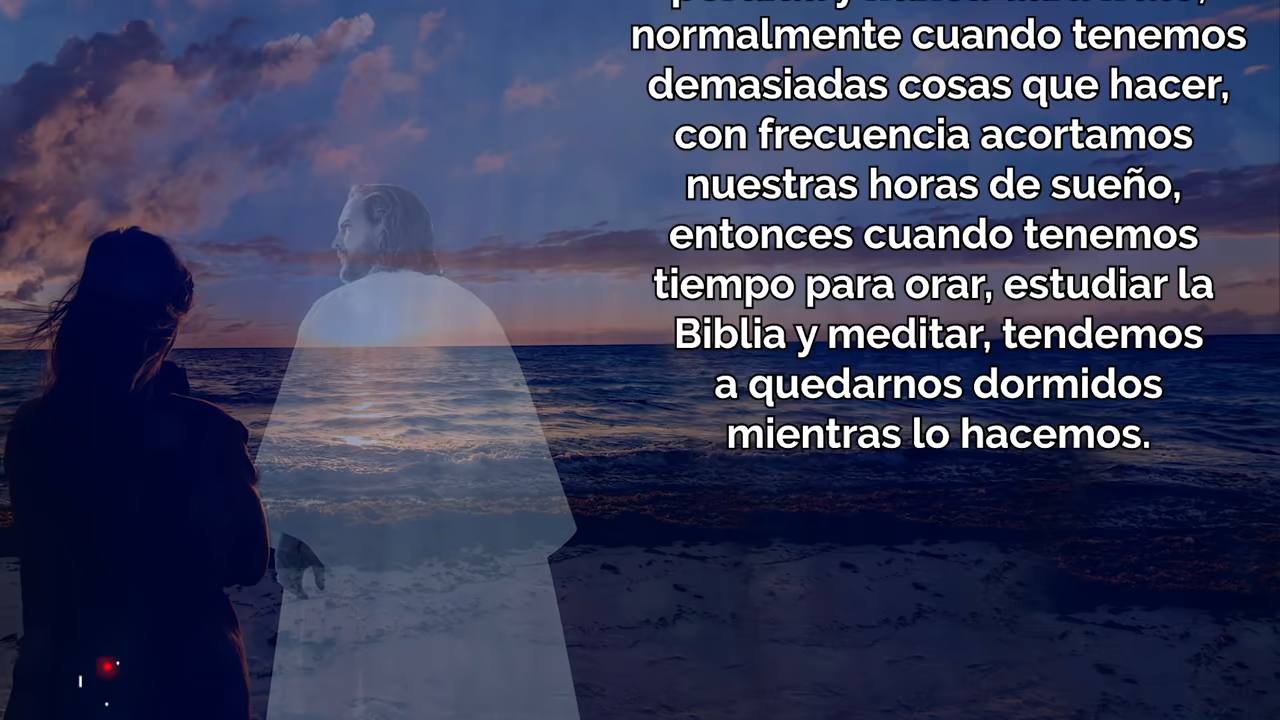 normalmente cuando tenemos
demasiadas cosas que hacer,
con frecuencia acortamos
nuestras horas de sueño,
entonces cuando tenemos
tiempo para orar, estudiar la
Biblia y meditar, tendemos
a quedarnos dormidos
mientras lo hacemos.